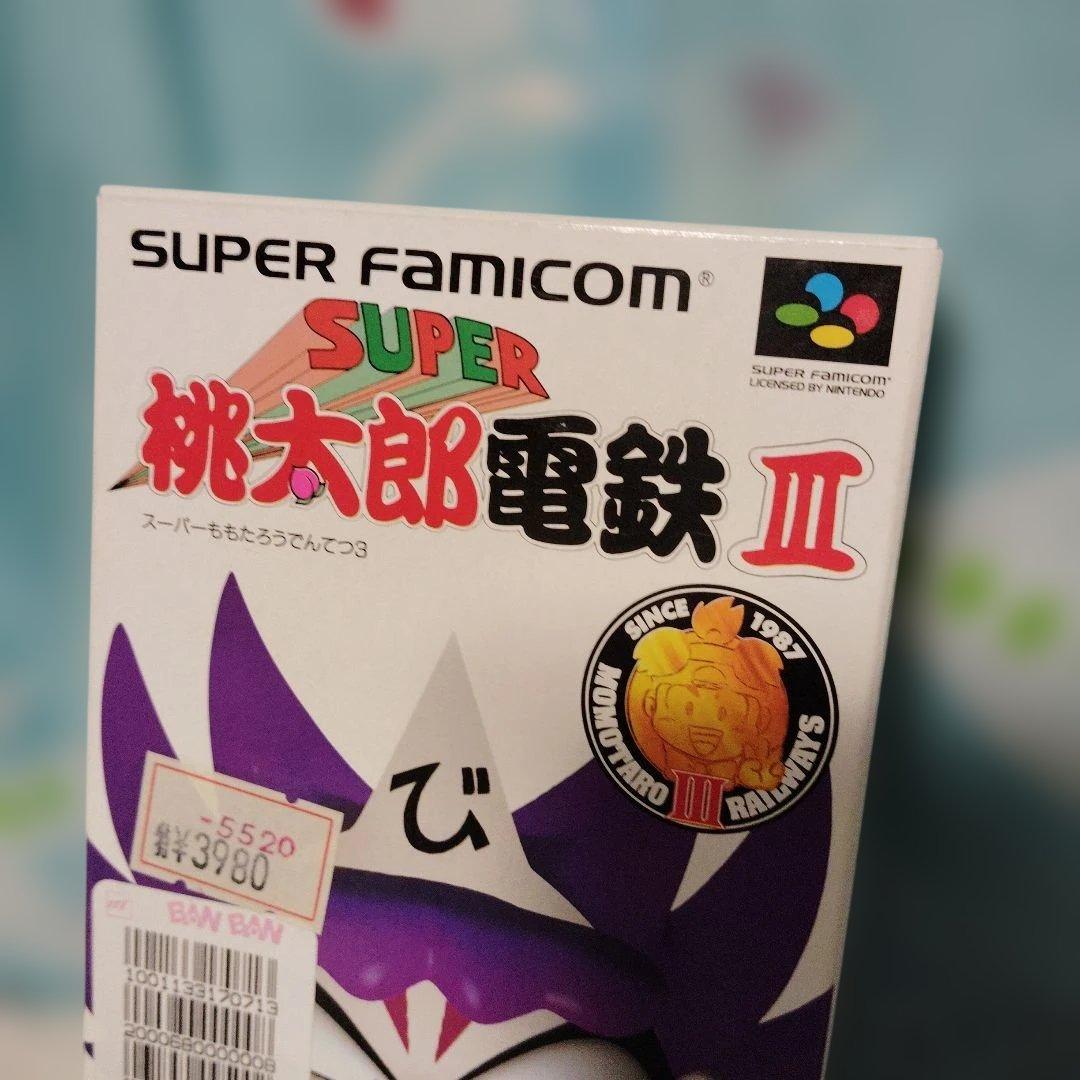 SUPER FAMICOM®
SUPER FAMICOM®
LICENSED BY NINTENDO
SUPER
桃太郎電鉄 III
スーパーももたろうでんてつ3
SINCE 1987
MOMOTARO III RAILWAYS
び
-5520
¥3980
BAN BAN
1001133170713
2000680000008